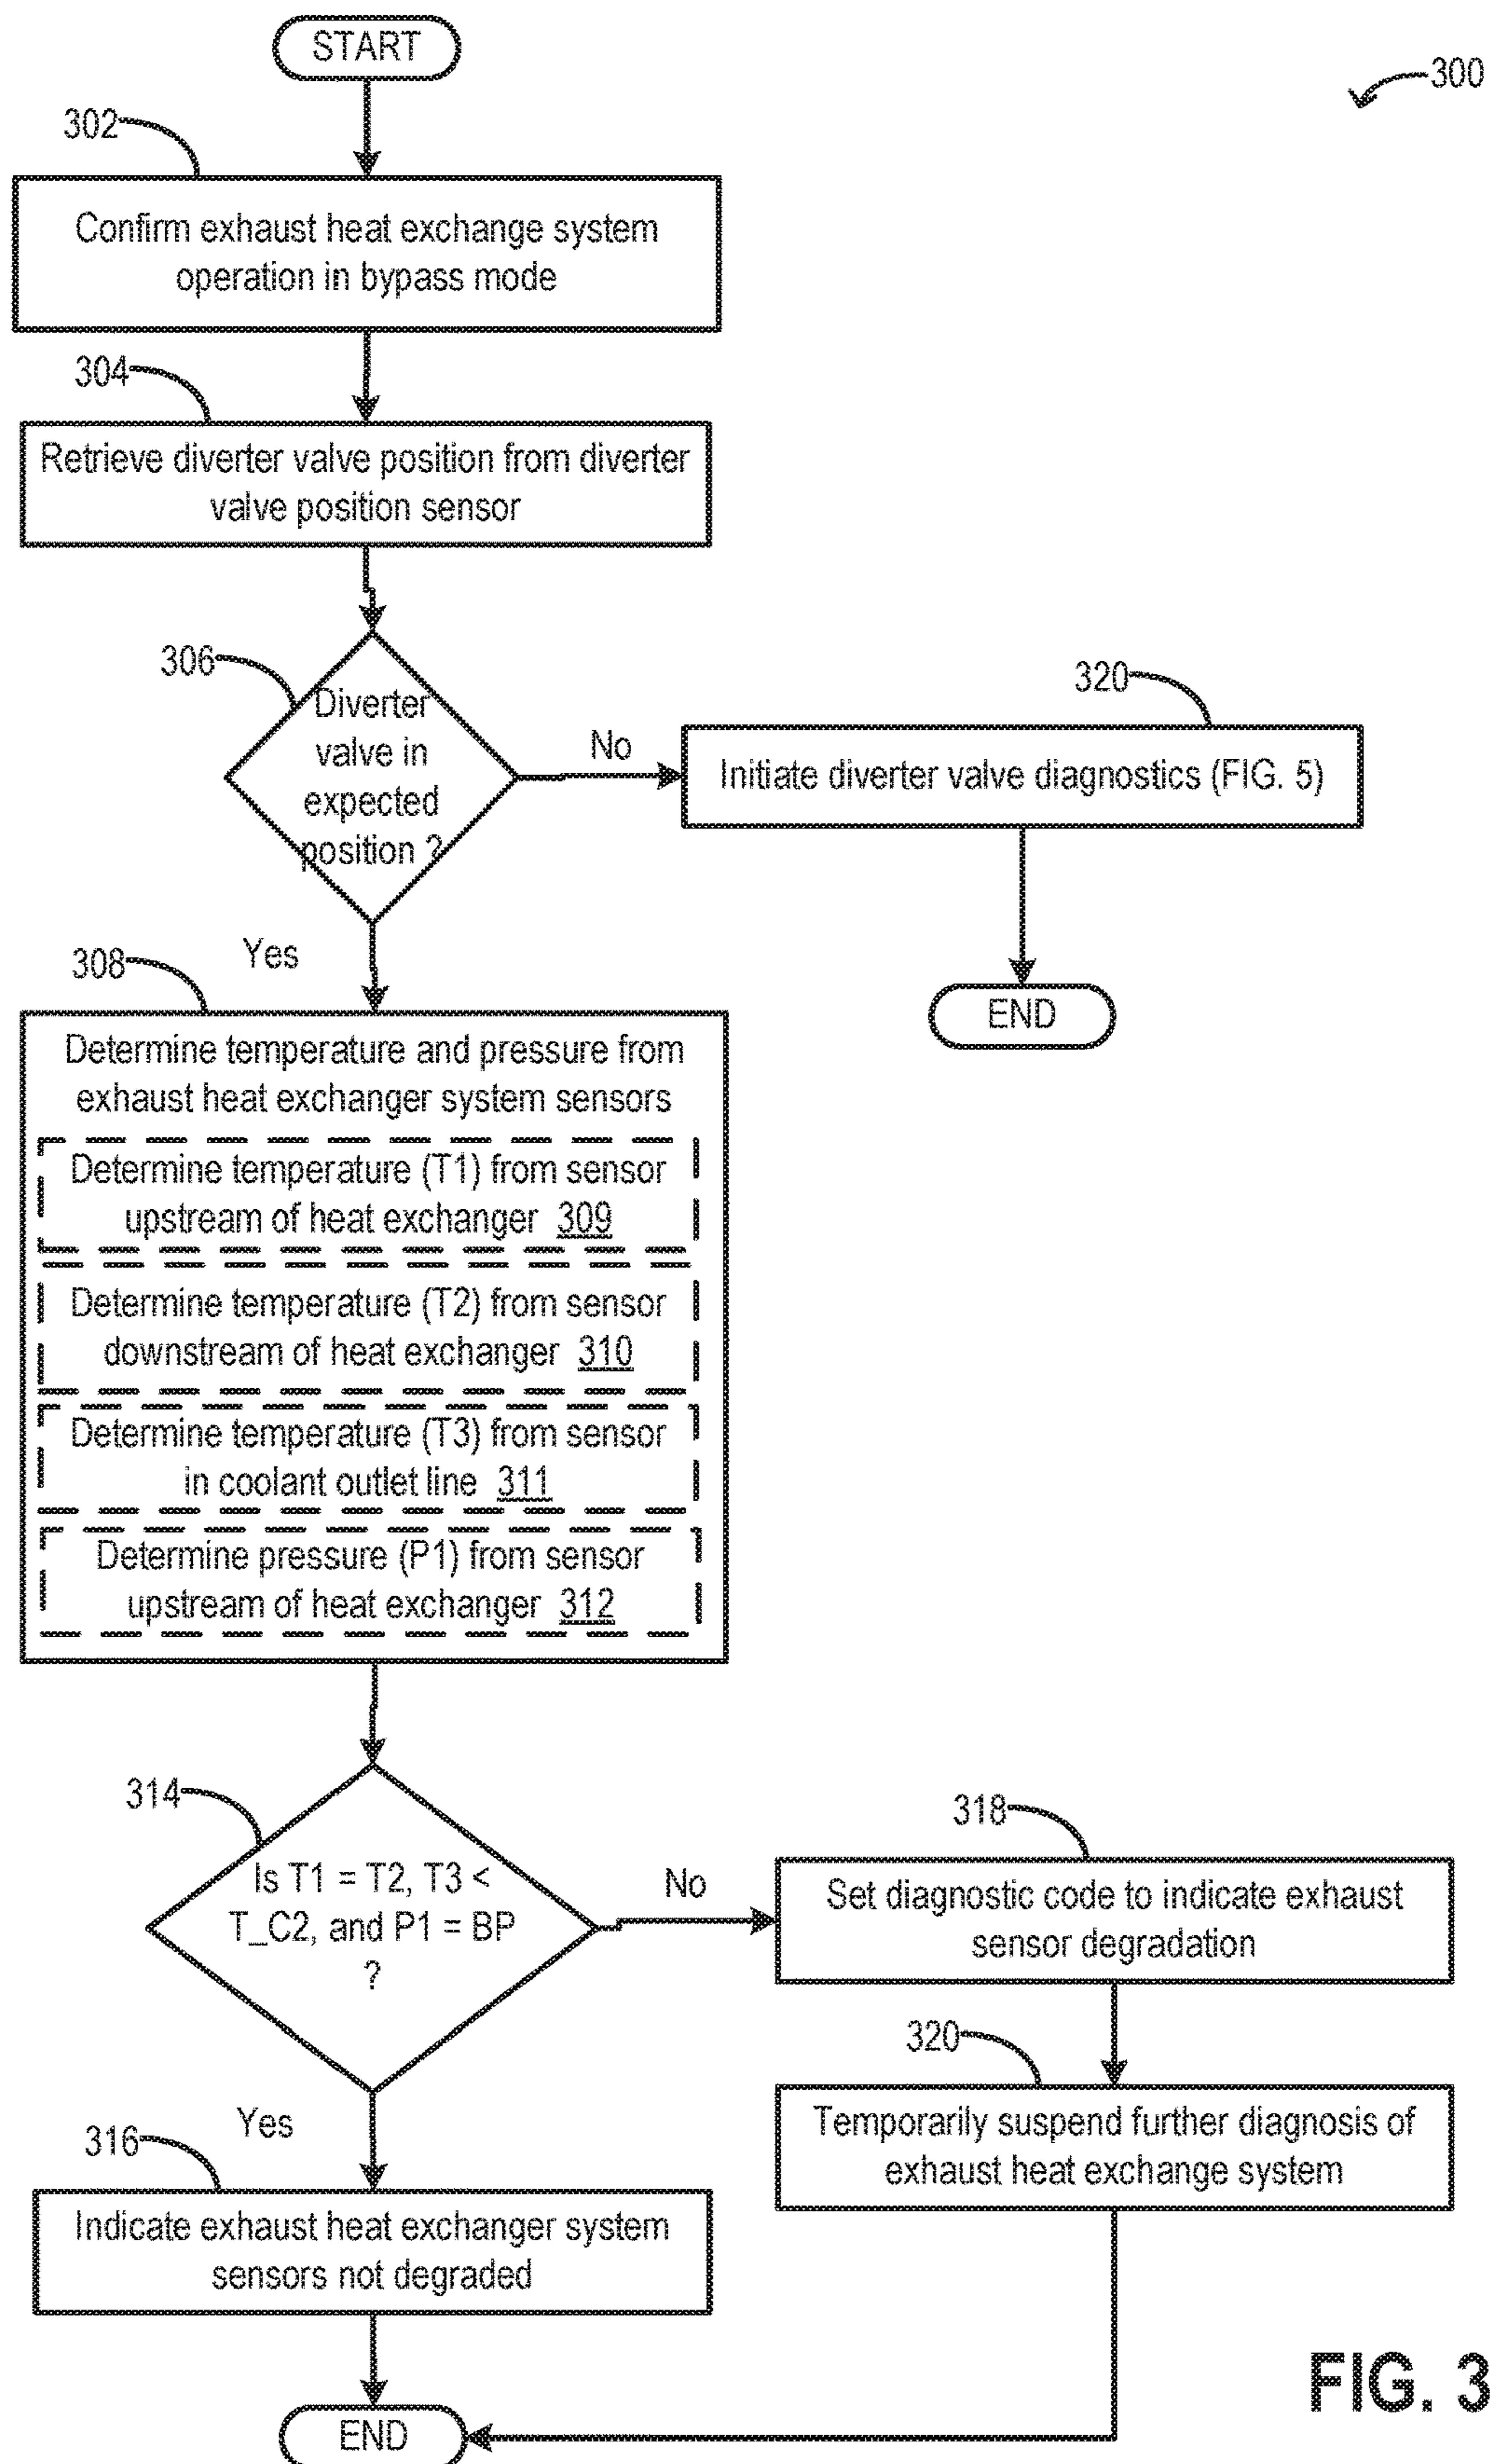 START
300
302
Confirm exhaust heat exchange system
operation in bypass mode
304
Retrieve diverter valve position from diverter
valve position sensor
306
Diverter
valve in
expected
position ?
No
320
Initiate diverter valve diagnostics (FIG. 5)
END
Yes
308
Determine temperature and pressure from
exhaust heat exchanger system sensors
Determine temperature (T1) from sensor
upstream of heat exchanger 309
Determine temperature (T2) from sensor
downstream of heat exchanger 310
Determine temperature (T3) from sensor
in coolant outlet line 311
Determine pressure (P1) from sensor
upstream of heat exchanger 312
314
Is T1 = T2, T3 <
T_C2, and P1 = BP
?
No
318
Set diagnostic code to indicate exhaust
sensor degradation
320
Temporarily suspend further diagnosis of
exhaust heat exchange system
Yes
316
Indicate exhaust heat exchanger system
sensors not degraded
END
FIG. 3